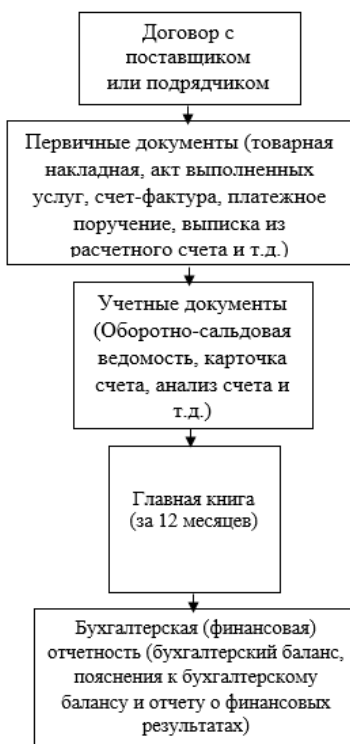 Договор с
поставщиком
или подрядчиком
Первичные документы (товарная
накладная, акт выполненных
услуг, счет-фактура, платежное
поручение, выписка из
расчетного счета и т.д.)
Учетные документы
(Оборотно-сальдовая
ведомость, карточка
счета, анализ счета и
т.д.)
Главная книга
(за 12 месяцев)
Бухгалтерская (финансовая)
отчетность (бухгалтерский баланс,
пояснения к бухгалтерскому
балансу и отчету о финансовых
результатах)